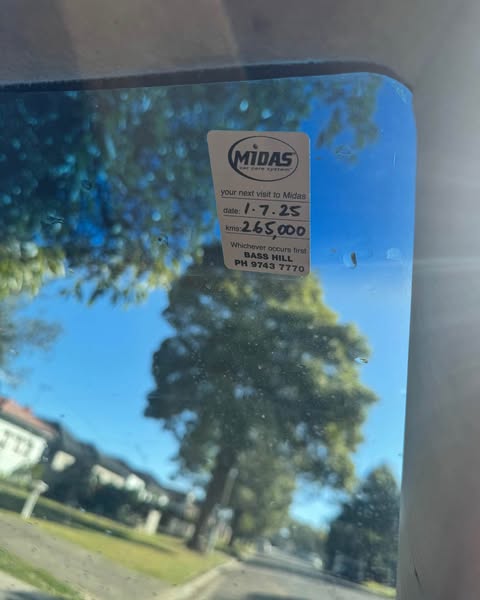 MIDAS
car care system
your next visit to Midas
date: 1.7.25
kms: 265,000
Whichever occurs first
BASS HILL
PH 9743 7770